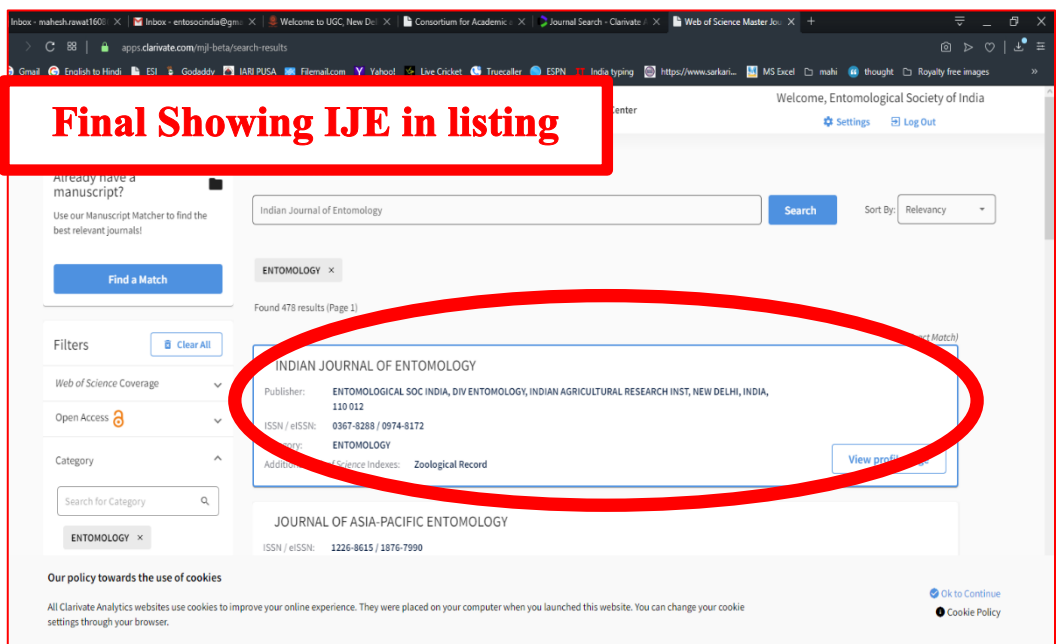 Inbox - mahesh.rawat1608
Inbox - entosocindia@gma
Welcome to UGC, New Del
Consortium for Academic a
Journal Search - Clarivate A
Web of Science Master Jou
apps.clarivate.com/mjl-beta/search-results
Gmail English to Hindi ESI Godaddy IARI PUSA Filemail.com Yahoo! Live Cricket Truecaller ESPN India typing https://www.sarkari... MS Excel mahi thought Royalty free images
Final Showing IJE in listing
Center
Welcome, Entomological Society of India
Settings Log Out
Already have a
manuscript?
Use our Manuscript Matcher to find the
best relevant journals!
Find a Match
Indian Journal of Entomology
Search
Sort By: Relevancy
ENTOMOLOGY ×
Found 478 results (Page 1)
Match)
Filters
Clear All
Web of Science Coverage
Open Access
Category
Search for Category
ENTOMOLOGY ×
INDIAN JOURNAL OF ENTOMOLOGY
Publisher: ENTOMOLOGICAL SOC INDIA, DIV ENTOMOLOGY, INDIAN AGRICULTURAL RESEARCH INST, NEW DELHI, INDIA,
110 012
ISSN / eISSN: 0367-8288 / 0974-8172
ENTOMOLOGY
Science Indexes: Zoological Record
View
JOURNAL OF ASIA-PACIFIC ENTOMOLOGY
ISSN / eISSN: 1226-8615 / 1876-7990
Our policy towards the use of cookies
All Clarivate Analytics websites use cookies to improve your online experience. They were placed on your computer when you launched this website. You can change your cookie
settings through your browser.
Ok to Continue
Cookie Policy